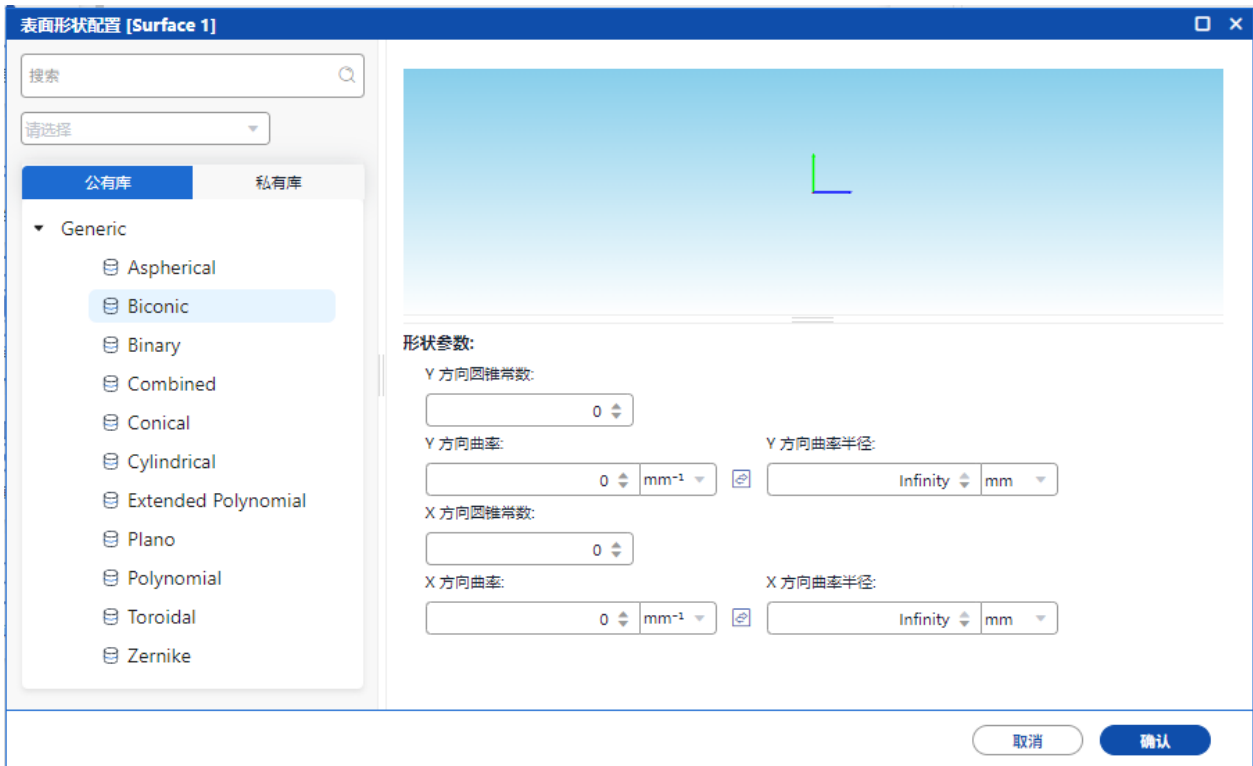 表面形状配置 [Surface 1]
搜索
请选择
公有库 私有库
Generic
Aspherical
Biconic
Binary
Combined
Conical
Cylindrical
Extended Polynomial
Plano
Polynomial
Toroidal
Zernike
形状参数:
Y 方向圆锥常数:
0
Y 方向曲率: Y 方向曲率半径:
0 mm⁻¹ Infinity mm
X 方向圆锥常数:
0
X 方向曲率: X 方向曲率半径:
0 mm⁻¹ Infinity mm
取消 确认